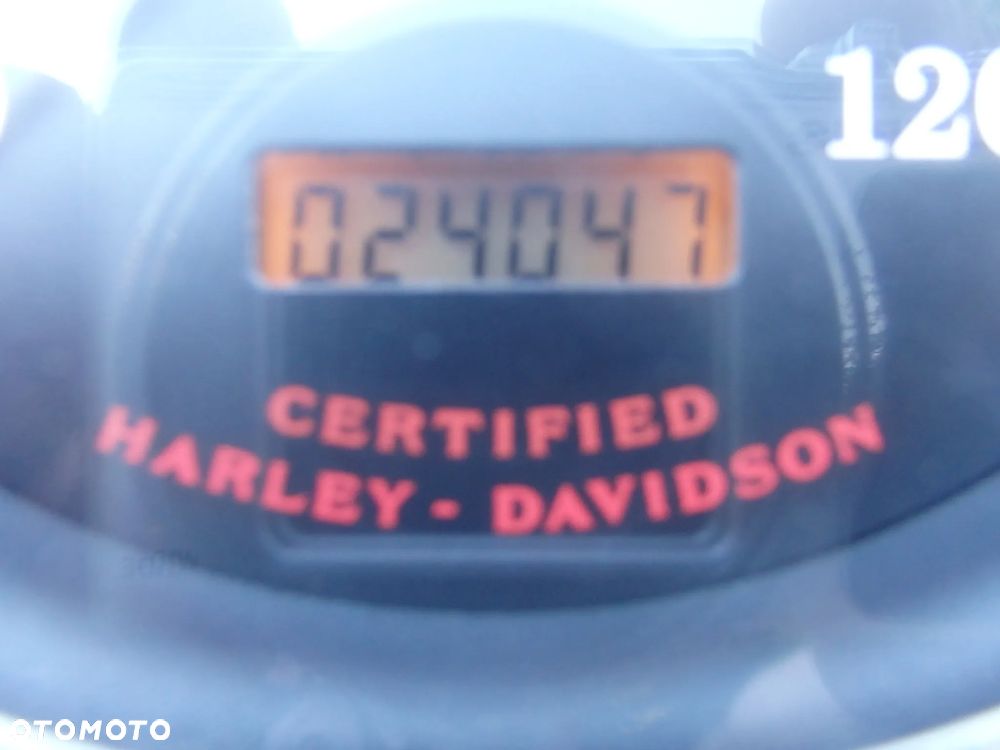 120
024047
CERTIFIED
HARLEY - DAVIDSON
OTOMOTO